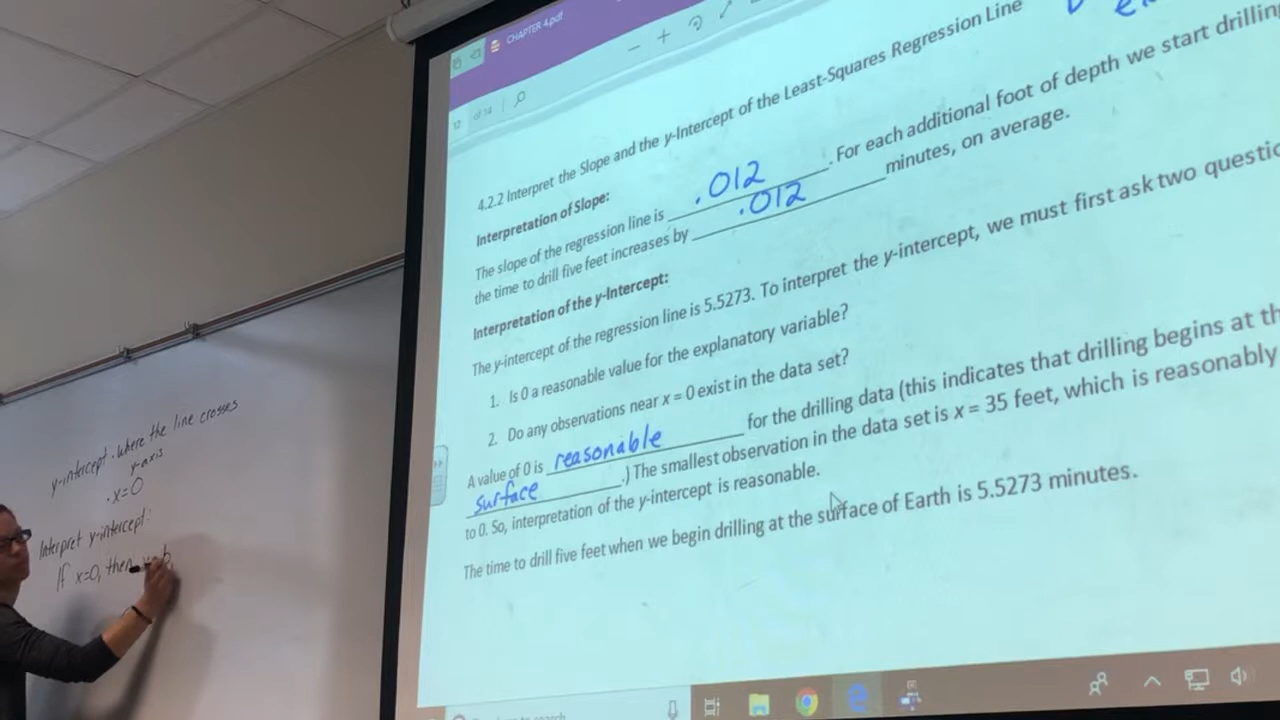 CHAPTER 4.pdf
12 of 14
4.2.2 Interpret the Slope and the y-Intercept of the Least-Squares Regression Line
Interpretation of Slope:
The slope of the regression line is .012. For each additional foot of depth we start drilling
the time to drill five feet increases by .012 minutes, on average.
Interpretation of the y-Intercept:
The y-intercept of the regression line is 5.5273. To interpret the y-intercept, we must first ask two
1. Is 0 a reasonable value for the explanatory variable?
2. Do any observations near x = 0 exist in the data set?
A value of 0 is reasonable for the drilling data (this indicates that drilling begins at the
surface.) The smallest observation in the data set is x = 35 feet, which is reasonably
to 0. So, interpretation of the y-intercept is reasonable.
The time to drill five feet when we begin drilling at the surface of Earth is 5.5273 minutes.
y-intercept · where the line crosses
y-axis
· x=0
Interpret y-intercept:
If x=0, then